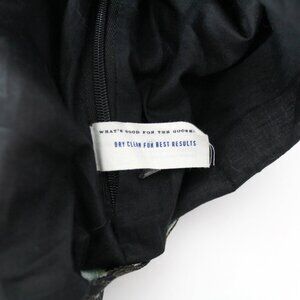 WHAT'S GOOD FOR THE GOOSE:
DRY CLEAN FOR BEST RESULTS